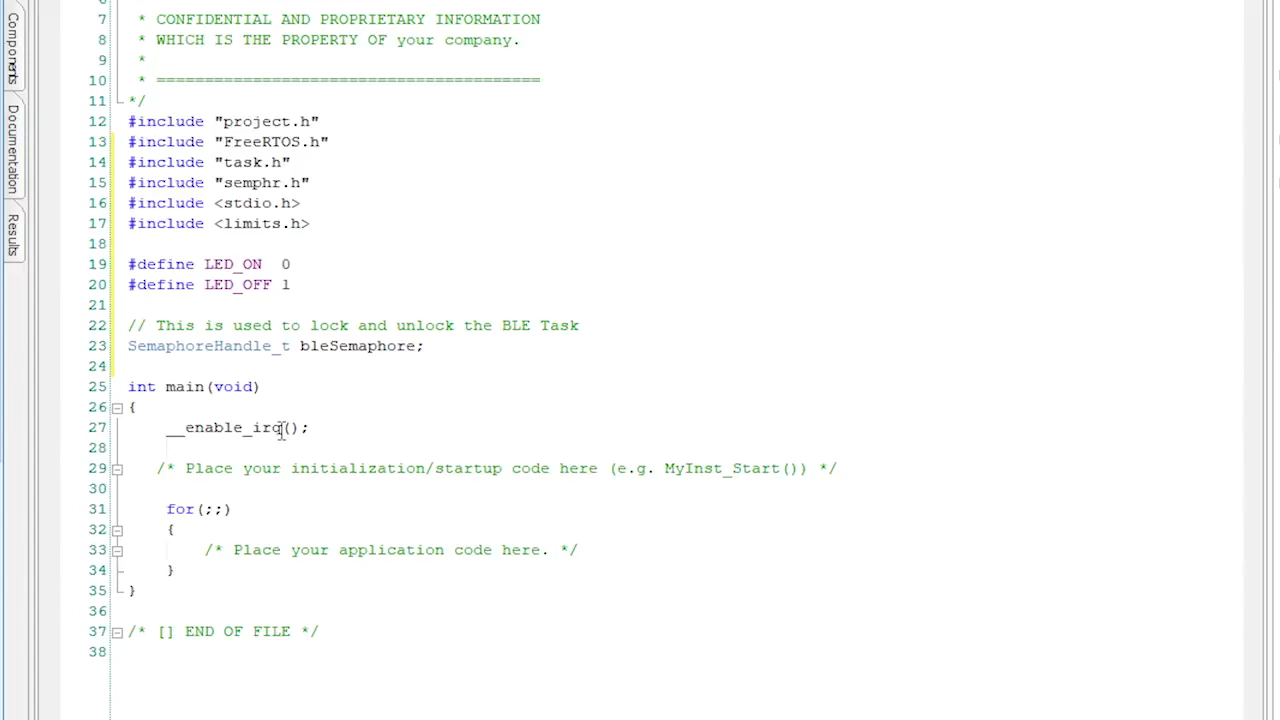 Components
Documentation
Results
7 * CONFIDENTIAL AND PROPRIETARY INFORMATION
8 * WHICH IS THE PROPERTY OF your company.
9 *
10 * ========================================
11 */
12 #include "project.h"
13 #include "FreeRTOS.h"
14 #include "task.h"
15 #include "semphr.h"
16 #include <stdio.h>
17 #include <limits.h>
18
19 #define LED_ON  0
20 #define LED_OFF 1
21
22 // This is used to lock and unlock the BLE Task
23 SemaphoreHandle_t bleSemaphore;
24
25 int main(void)
26 {
27     __enable_irq();
28
29    /* Place your initialization/startup code here (e.g. MyInst_Start()) */
30
31     for(;;)
32     {
33         /* Place your application code here. */
34     }
35 }
36
37 /* [] END OF FILE */
38